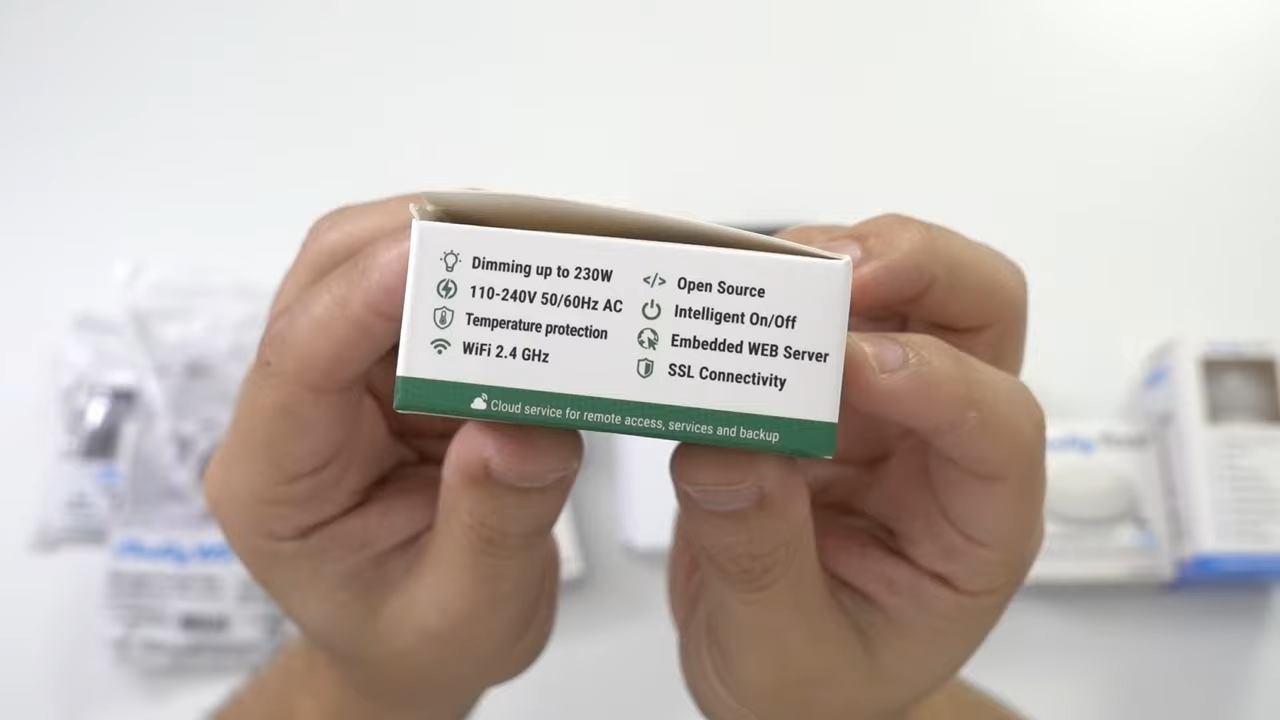 Dimming up to 230W
110-240V 50/60Hz AC
Temperature protection
WiFi 2.4 GHz
</> Open Source
Intelligent On/Off
Embedded WEB Server
SSL Connectivity
Cloud service for remote access, services and backup